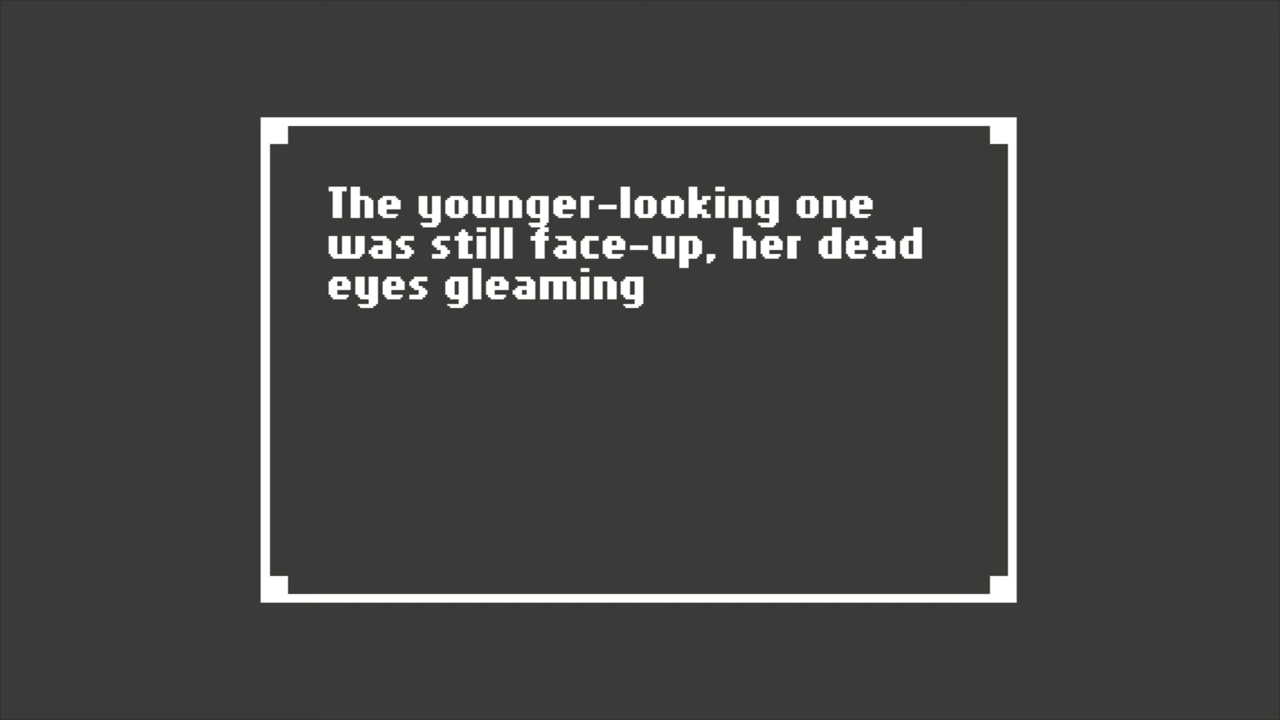 The younger-looking one
was still face-up, her dead
eyes gleaming